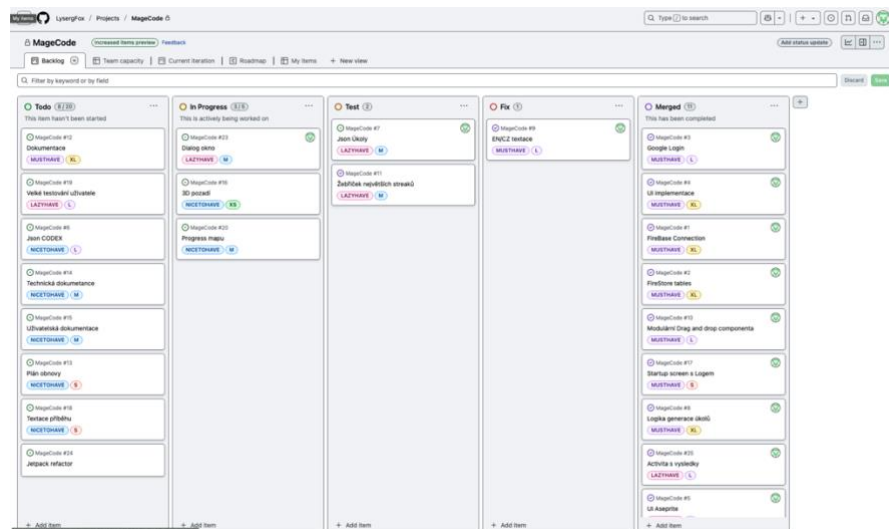 My Items
LysergFox / Projects / MageCode
Type / to search
MageCode
Increased items preview
Feedback
Add status update
Backlog
Team capacity
Current iteration
Roadmap
My items
+ New view
Filter by keyword or by field
Discard
Save
Todo
This item hasn't been started
MageCode #12
Dokumentace
MUSTHAVE XL
MageCode #19
Velké testování uživatele
LAZYHAVE L
MageCode #6
Json CODEX
NICETOHAVE L
MageCode #14
Technická dokumetance
NICETOHAVE M
MageCode #15
Uživatelská dokumentace
NICETOHAVE M
MageCode #13
Plán obnovy
NICETOHAVE S
MageCode #18
Textace příběhu
NICETOHAVE S
MageCode #24
Jetpack refactor
+ Add item
In Progress
This is actively being worked on
MageCode #23
Dialog okno
LAZYHAVE M
3D pozadí
NICETOHAVE XS
MageCode #20
Progress mapu
NICETOHAVE M
+ Add item
Test 2
MageCode #7
Json Úkoly
LAZYHAVE M
MageCode #11
Žebříček největších streaků
LAZYHAVE M
+ Add item
Fix 1
EN/CZ textace
MUSTHAVE L
+ Add item
Merged
This has been completed
MageCode #3
Google Login
MUSTHAVE L
UI implementace
MUSTHAVE XL
MageCode #1
FireBase Connection
MUSTHAVE XL
MageCode #2
FireStore tables
MUSTHAVE XL
MageCode #10
Modulární Drag and drop componenta
MUSTHAVE L
MageCode #17
Startup screen s Logem
MUSTHAVE S
MageCode #8
Logika generace úkolů
MUSTHAVE XL
MageCode #25
Activita s vysledky
LAZYHAVE L
MageCode #5
UI Aseprite
+ Add item